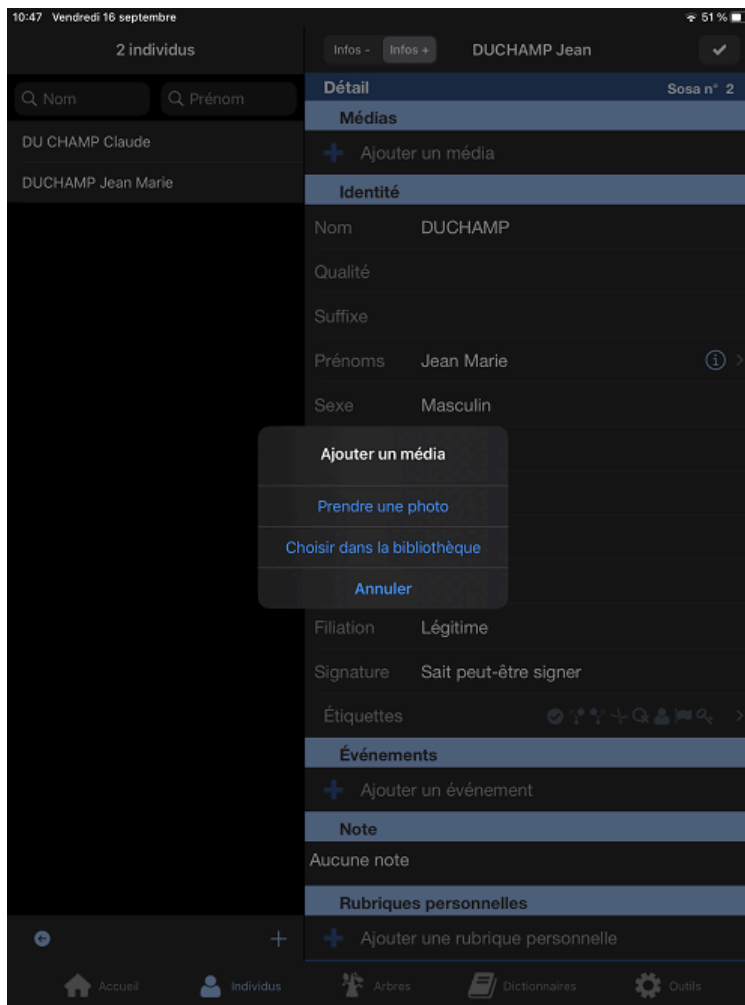 10:47 Vendredi 16 septembre
51 %
2 individus
Infos -
Infos +
DUCHAMP Jean
Nom
Prénom
DU CHAMP Claude
DUCHAMP Jean Marie
Détail
Sosa n° 2
Médias
Ajouter un média
Identité
Nom DUCHAMP
Qualité
Suffixe
Prénoms Jean Marie
Sexe Masculin
Ajouter un média
Prendre une photo
Choisir dans la bibliothèque
Annuler
Filiation Légitime
Signature Sait peut-être signer
Étiquettes
Événements
Ajouter un événement
Note
Aucune note
Rubriques personnelles
Ajouter une rubrique personnelle
Accueil
Individus
Arbres
Dictionnaires
Outils